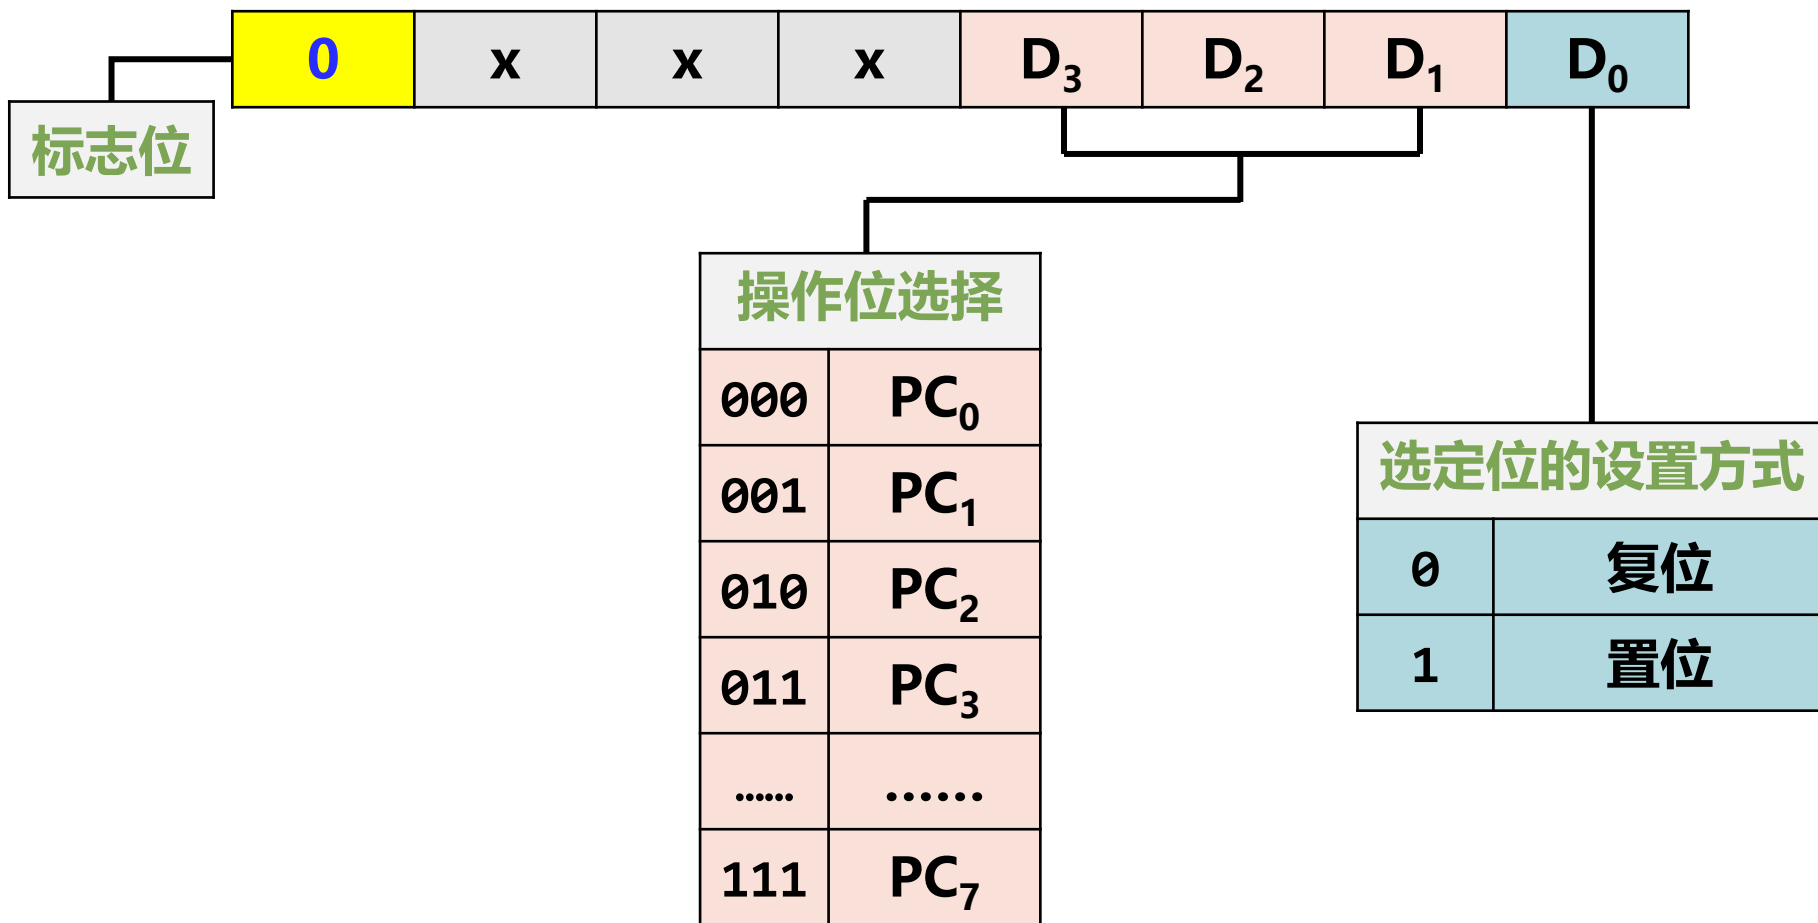 0 x x x D₃ D₂ D₁ D₀
标志位
操作位选择
000 PC₀
001 PC₁
010 PC₂
011 PC₃
…… ……
111 PC₇
选定位的设置方式
0 复位
1 置位